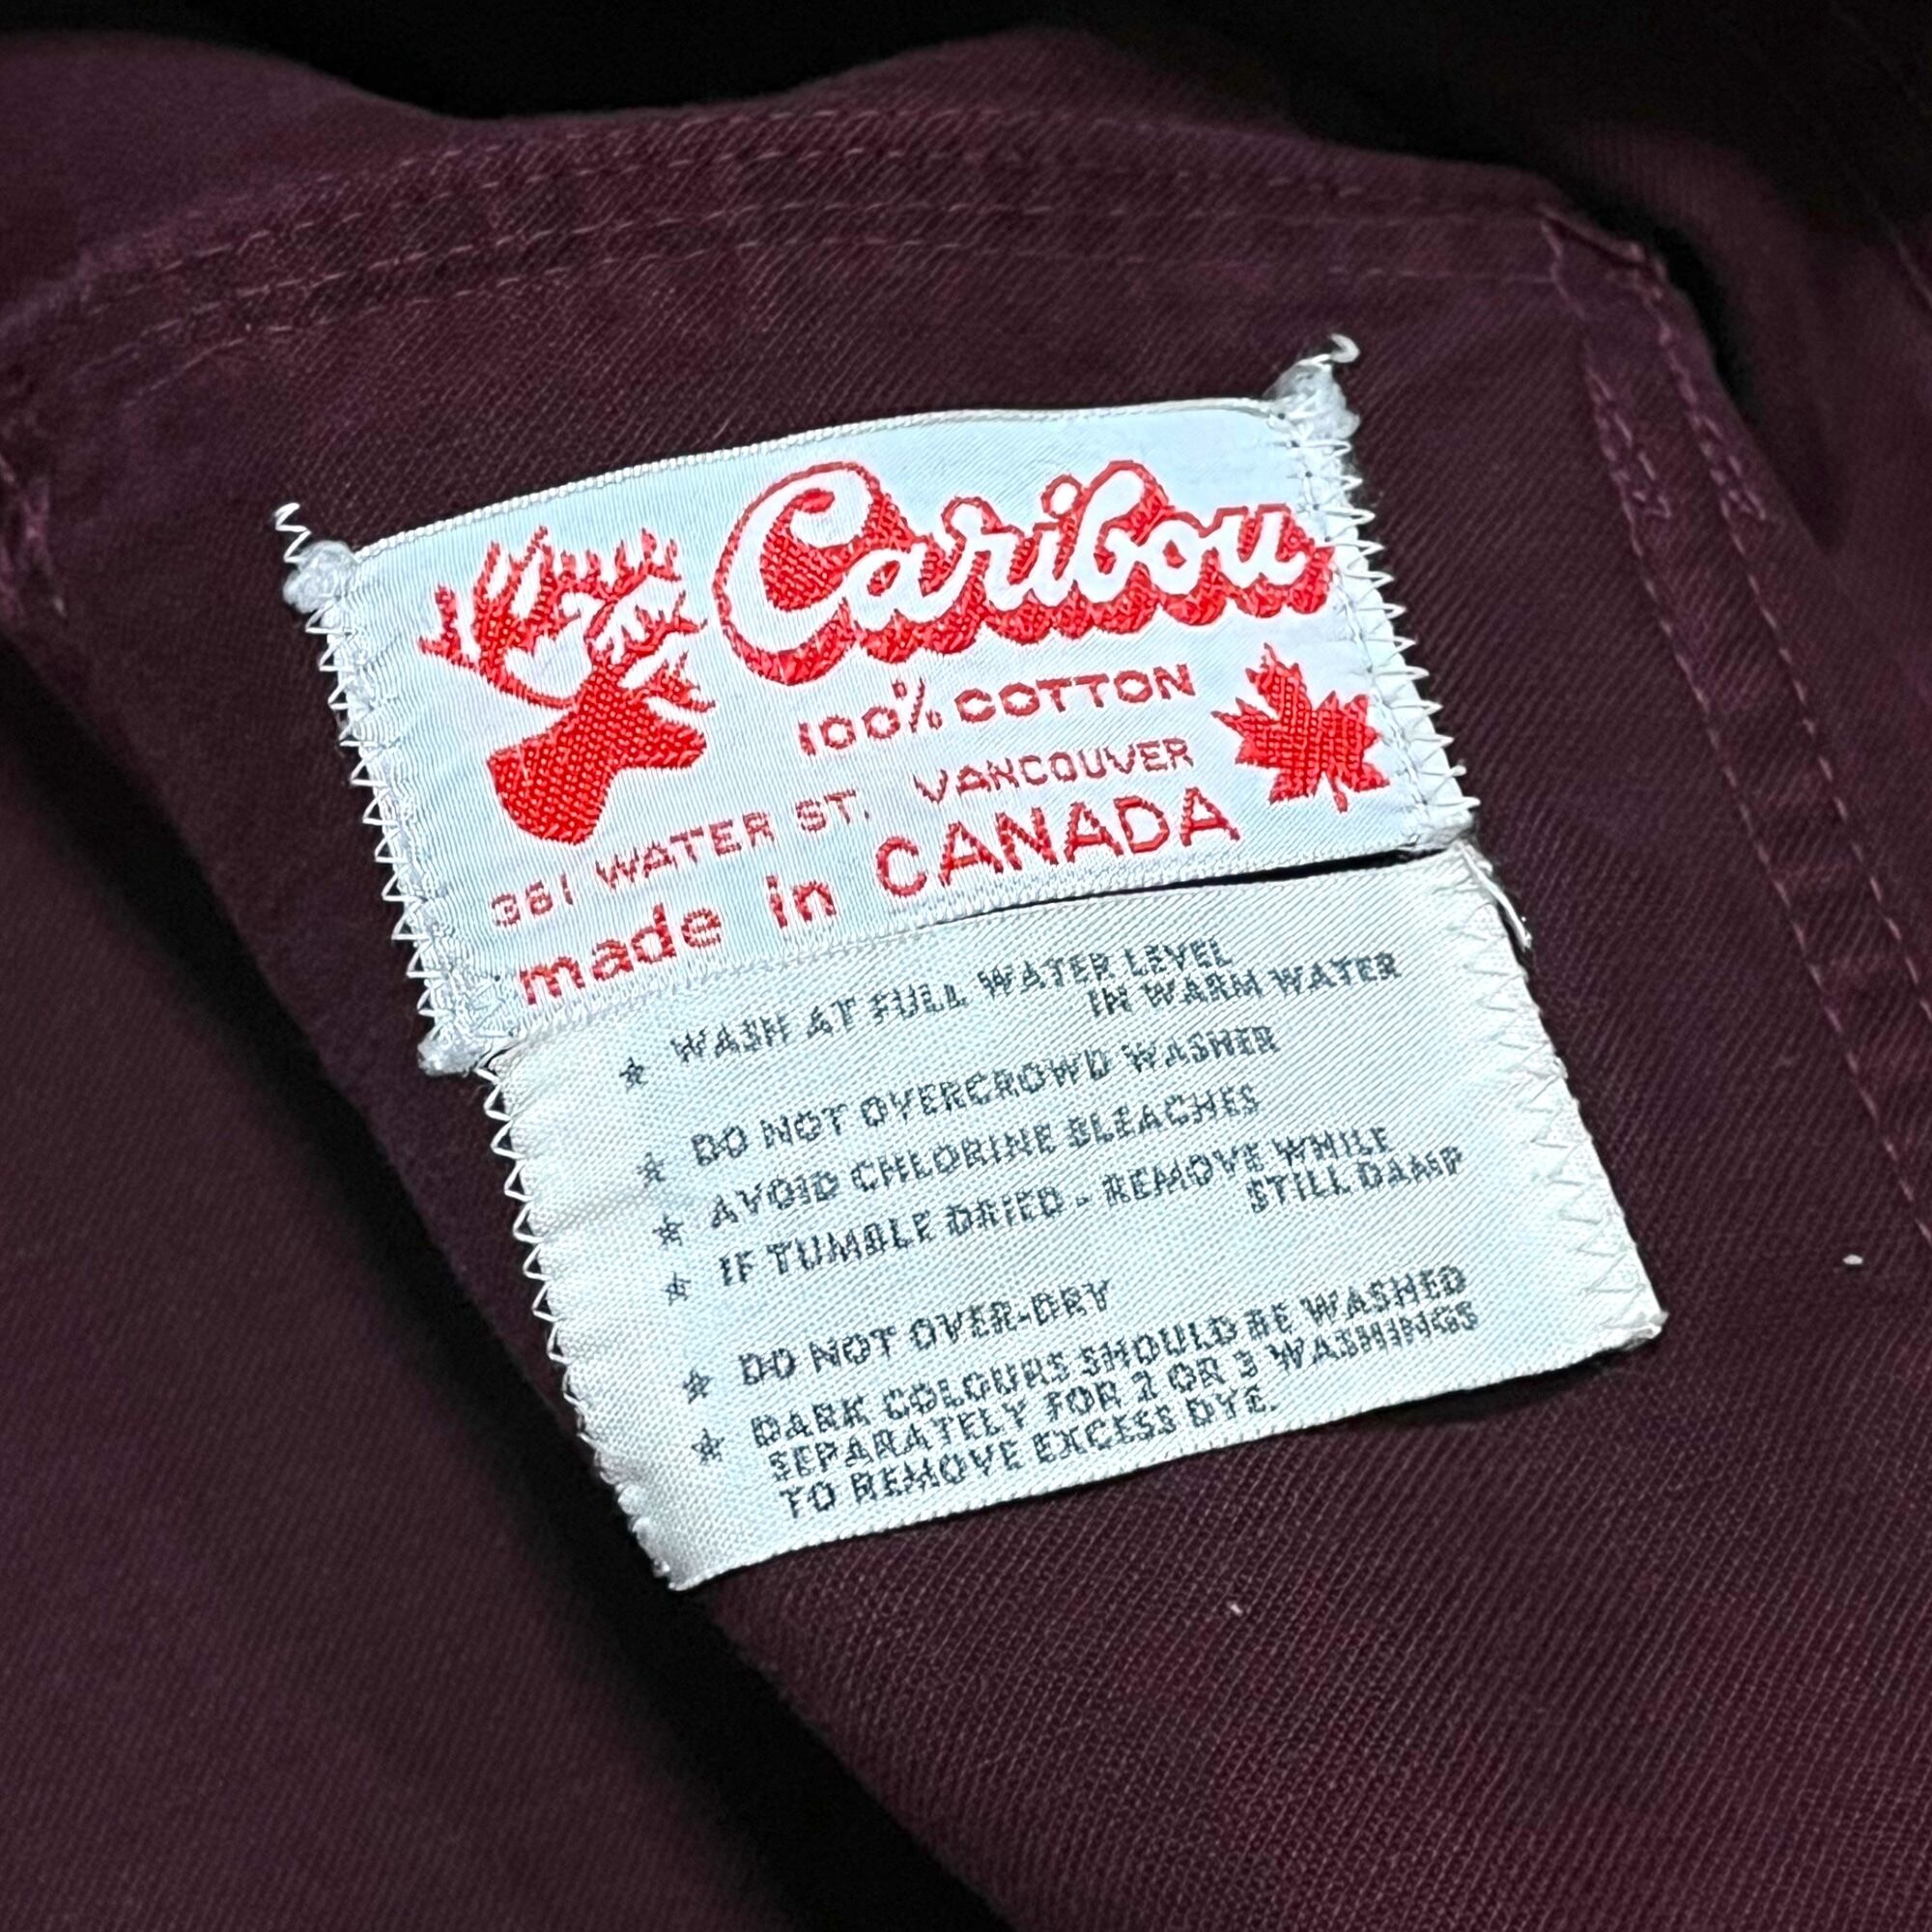 Caribou
100% COTTON
361 WATER ST. VANCOUVER
made in CANADA
★ WASH AT FULL WATER LEVEL
IN WARM WATER
★ DO NOT OVERCROWD WASHER
★ AVOID CHLORINE BLEACHES
★ IF TUMBLE DRIED - REMOVE WHILE
STILL DAMP
★ DO NOT OVER-DRY
★ DARK COLOURS SHOULD BE WASHED
SEPARATELY FOR 2 OR 3 WASHINGS
TO REMOVE EXCESS DYE.